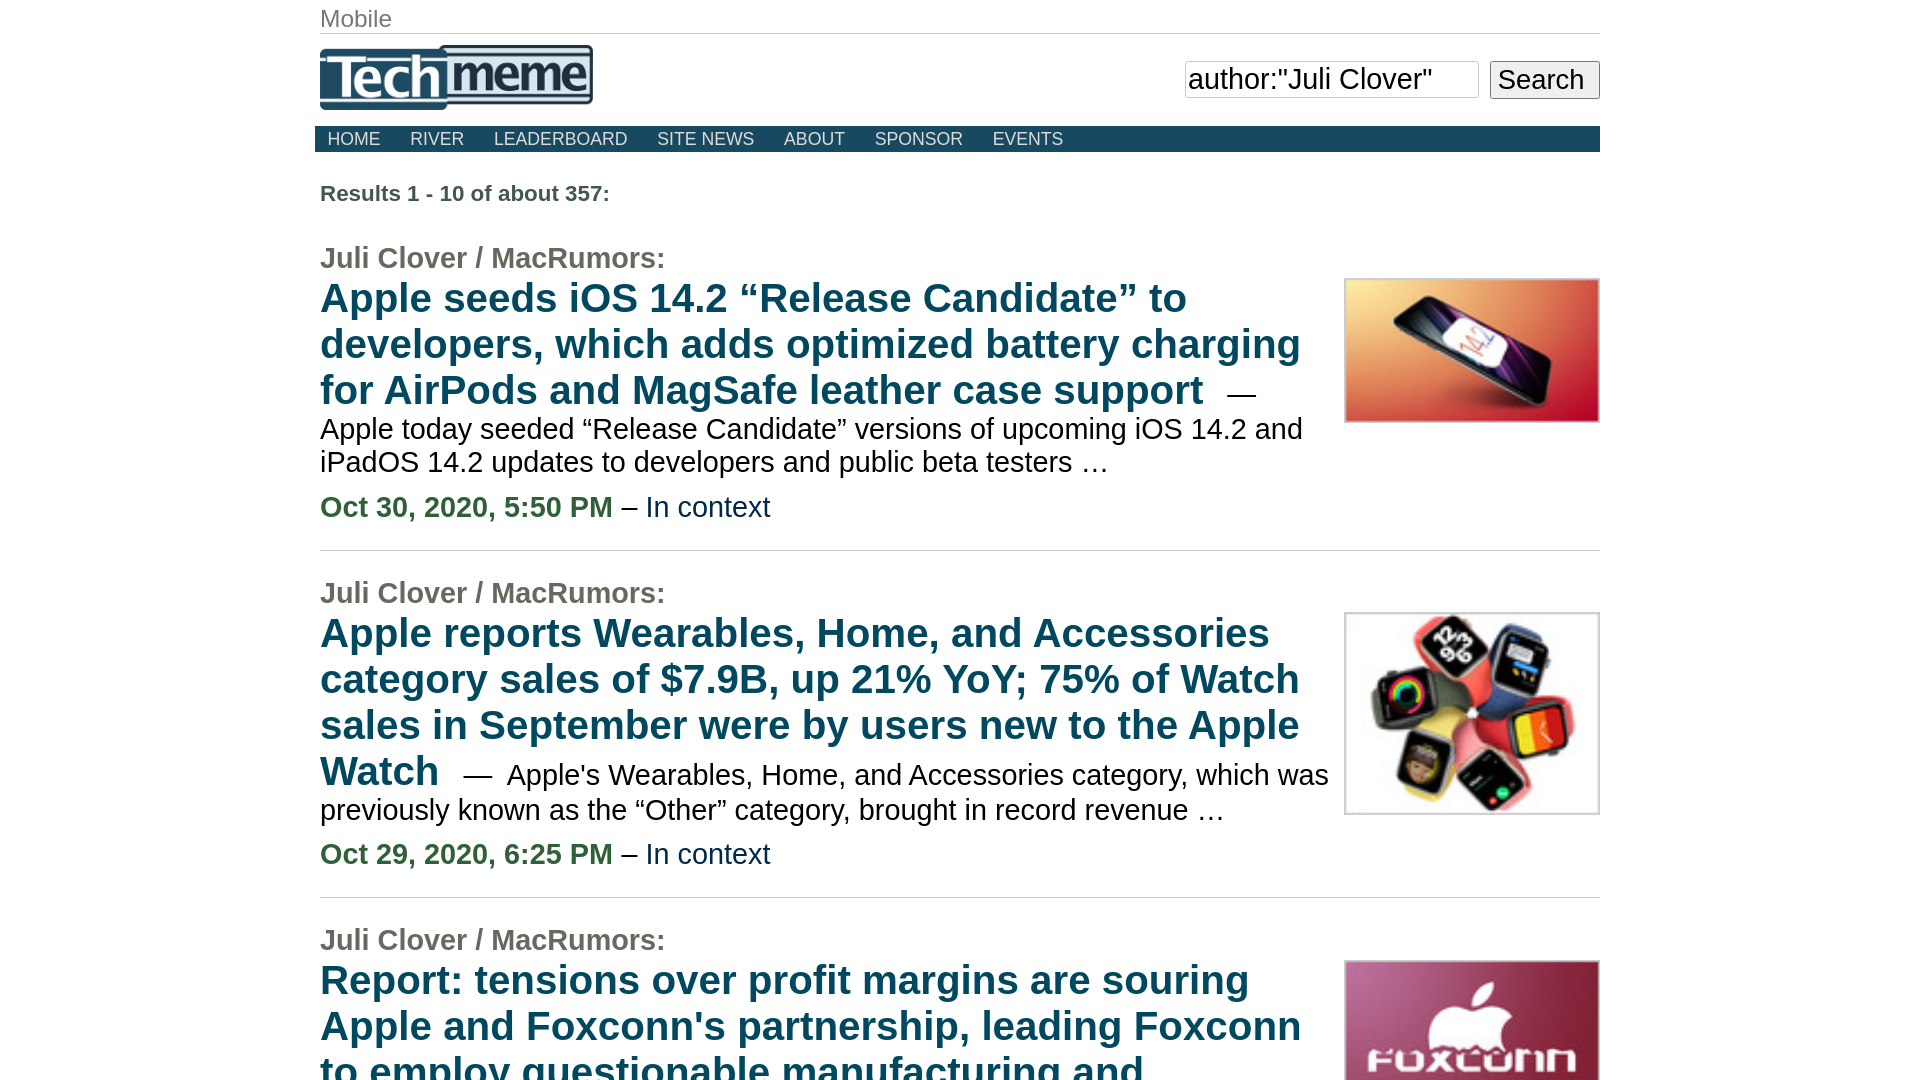 Mobile
Techmeme
author:"Juli Clover"
Search
HOME RIVER LEADERBOARD SITE NEWS ABOUT SPONSOR EVENTS
Results 1 - 10 of about 357:
Juli Clover / MacRumors:
Apple seeds iOS 14.2 “Release Candidate” to
developers, which adds optimized battery charging
for AirPods and MagSafe leather case support —
Apple today seeded “Release Candidate” versions of upcoming iOS 14.2 and
iPadOS 14.2 updates to developers and public beta testers …
14.2
Oct 30, 2020, 5:50 PM – In context
Juli Clover / MacRumors:
Apple reports Wearables, Home, and Accessories
category sales of $7.9B, up 21% YoY; 75% of Watch
sales in September were by users new to the Apple
Watch — Apple's Wearables, Home, and Accessories category, which was
previously known as the “Other” category, brought in record revenue …
Oct 29, 2020, 6:25 PM – In context
Juli Clover / MacRumors:
Report: tensions over profit margins are souring
Apple and Foxconn's partnership, leading Foxconn
to employ questionable manufacturing and
FOXCONN